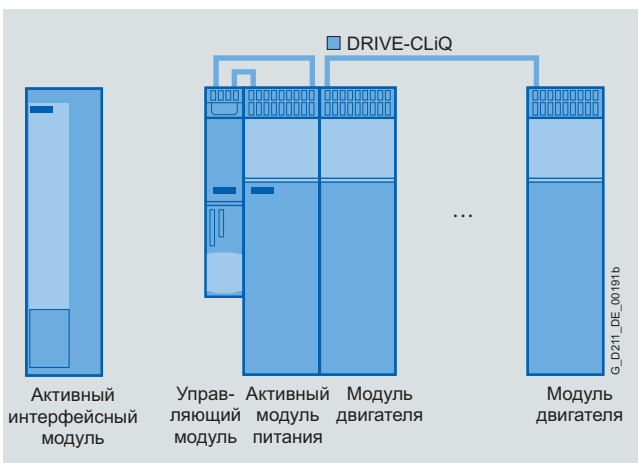 DRIVE-CLiQ
...
G_D211_DE_00191b
Активный
интерфейсный
модуль
Управ-
ляющий
модуль
Активный
модуль
питания
Модуль
двигателя
Модуль
двигателя